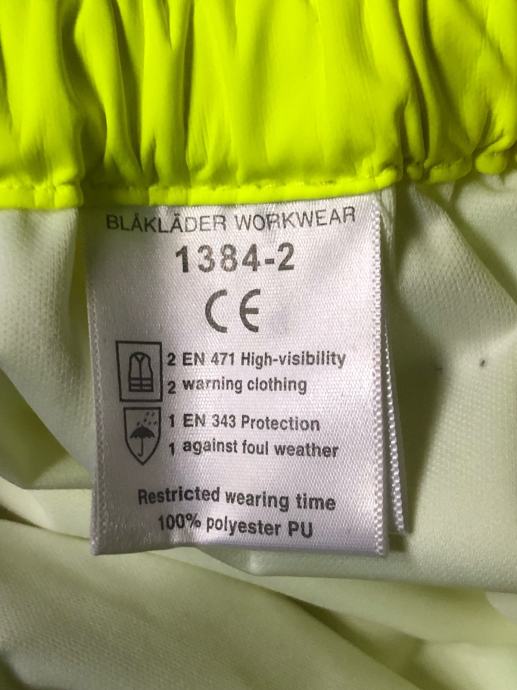 BLÅKLÄDER WORKWEAR
1384-2
CE
2 EN 471 High-visibility
2 warning clothing
1 EN 343 Protection
1 against foul weather
Restricted wearing time
100% polyester PU